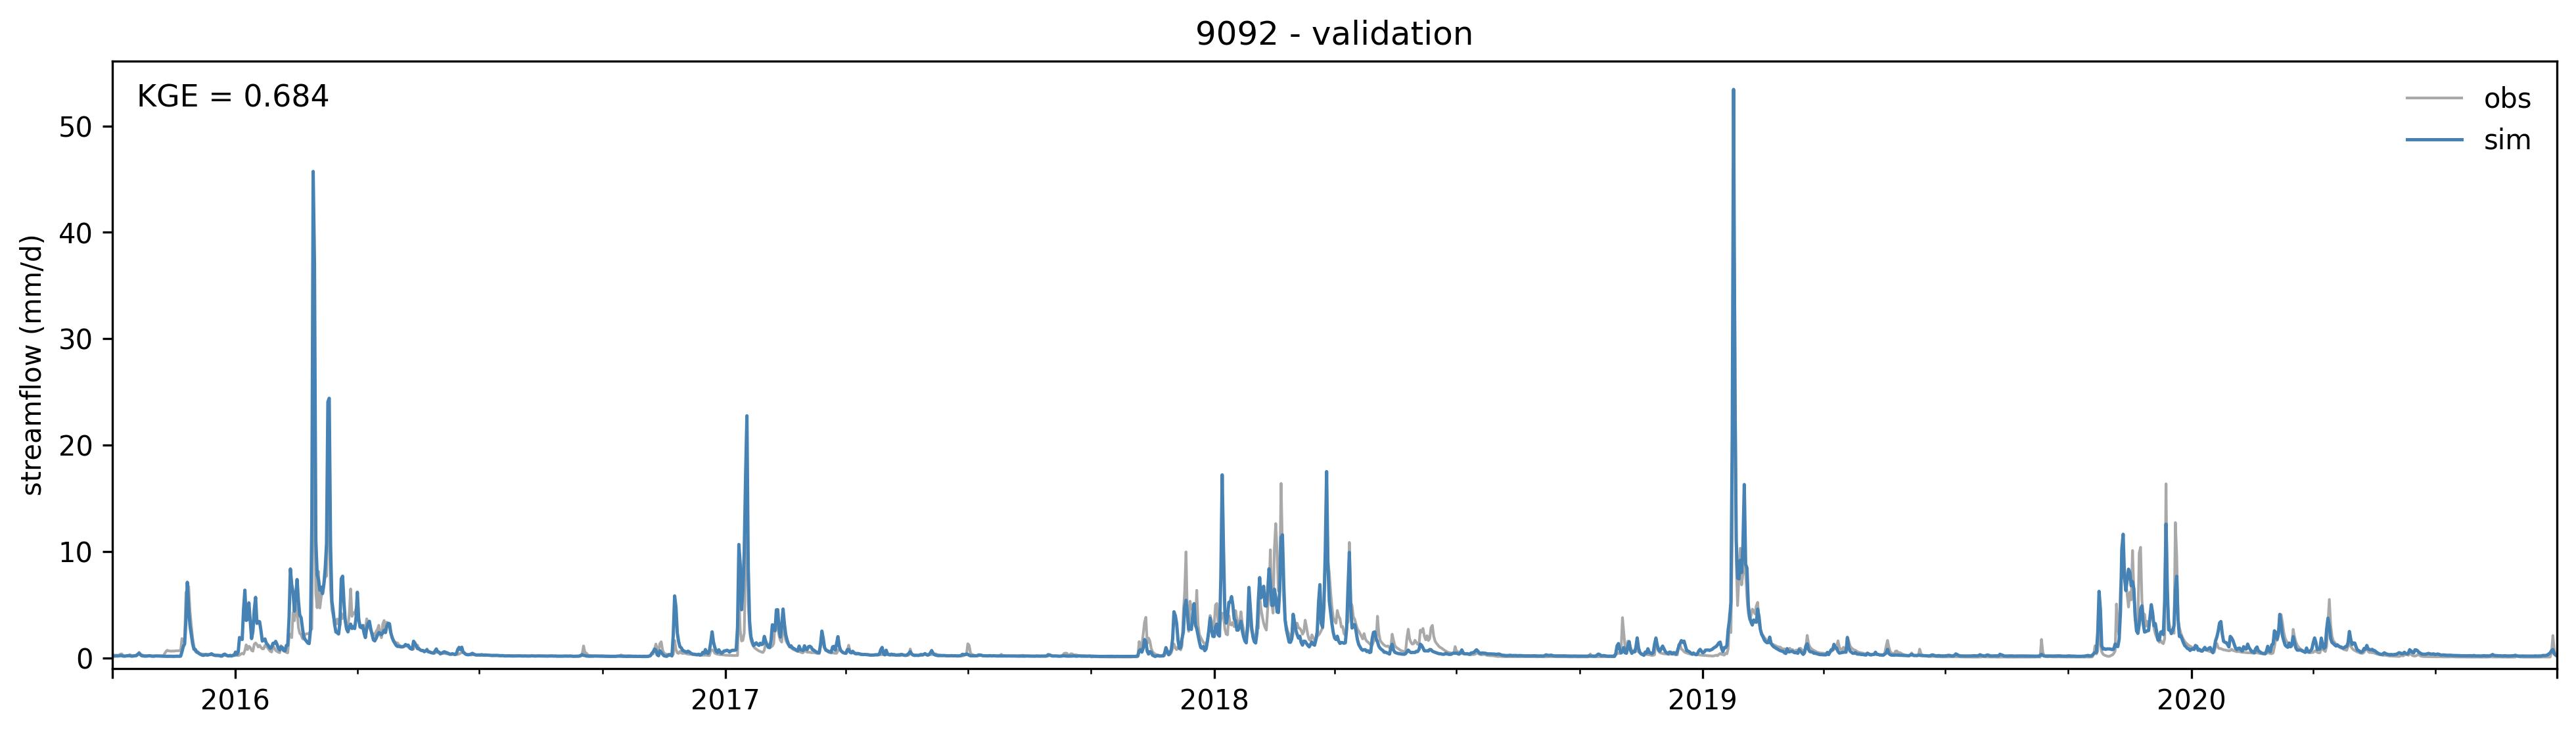 9092 - validation
KGE = 0.684
obs
sim
streamflow (mm/d)
50
40
30
20
10
0
2016
2017
2018
2019
2020